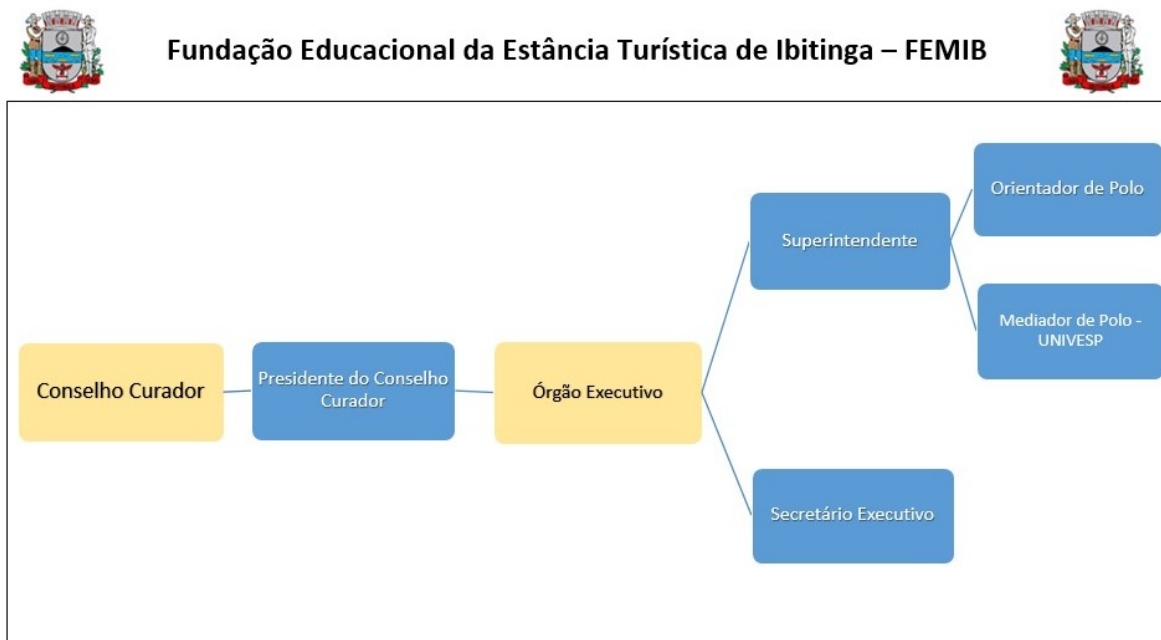 Fundação Educacional da Estância Turística de Ibitinga – FEMIB
Orientador de Polo
Superintendente
Mediador de Polo -
UNIVESP
Conselho Curador
Presidente do Conselho
Curador
Órgão Executivo
Secretário Executivo